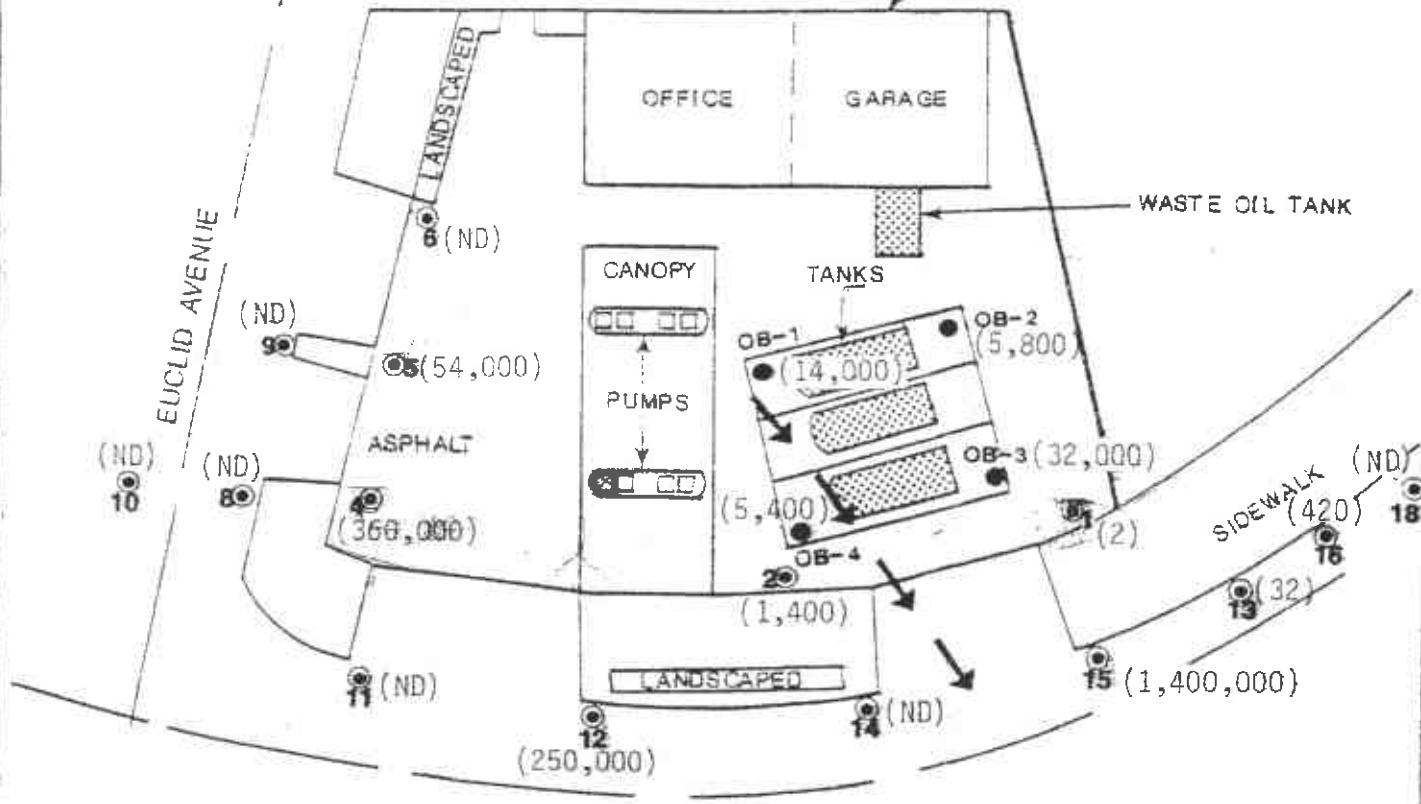 LANDSCAPED
OFFICE
GARAGE
WASTE OIL TANK
EUCLID AVENUE
6 (ND)
CANOPY
TANKS
(ND)
9
5 (54,000)
OB-1
(14,000)
OB-2
(5,800)
PUMPS
ASPHALT
(ND)
10
(ND)
8
4
(360,000)
OB-3 (32,000)
(5,400)
OB-4
2
(1,400)
1
(2)
SIDEWALK
(ND)
18
(420)
16
13 (32)
15 (1,400,000)
11 (ND)
LANDSCAPED
12
(250,000)
14 (ND)